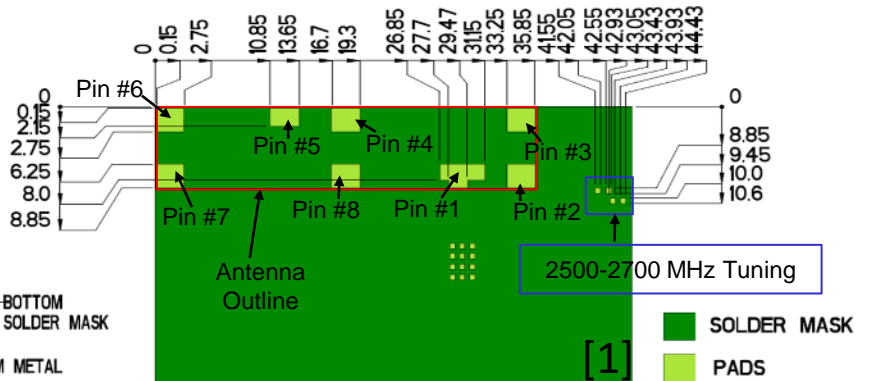 0
0.15
2.75
10.85
13.65
16.7
19.3
26.85
27.7
29.47
31.15
33.25
35.85
41.55
42.05
42.55
42.93
43.05
43.43
43.93
44.43
Pin #6
0
0.15
2.15
2.75
6.25
8.0
8.85
0
8.85
9.45
10.0
10.6
Pin #5
Pin #4
Pin #3
Pin #7
Pin #8
Pin #1
Pin #2
Antenna
Outline
2500-2700 MHz Tuning
BOTTOM
SOLDER MASK
METAL
[1]
SOLDER MASK
PADS